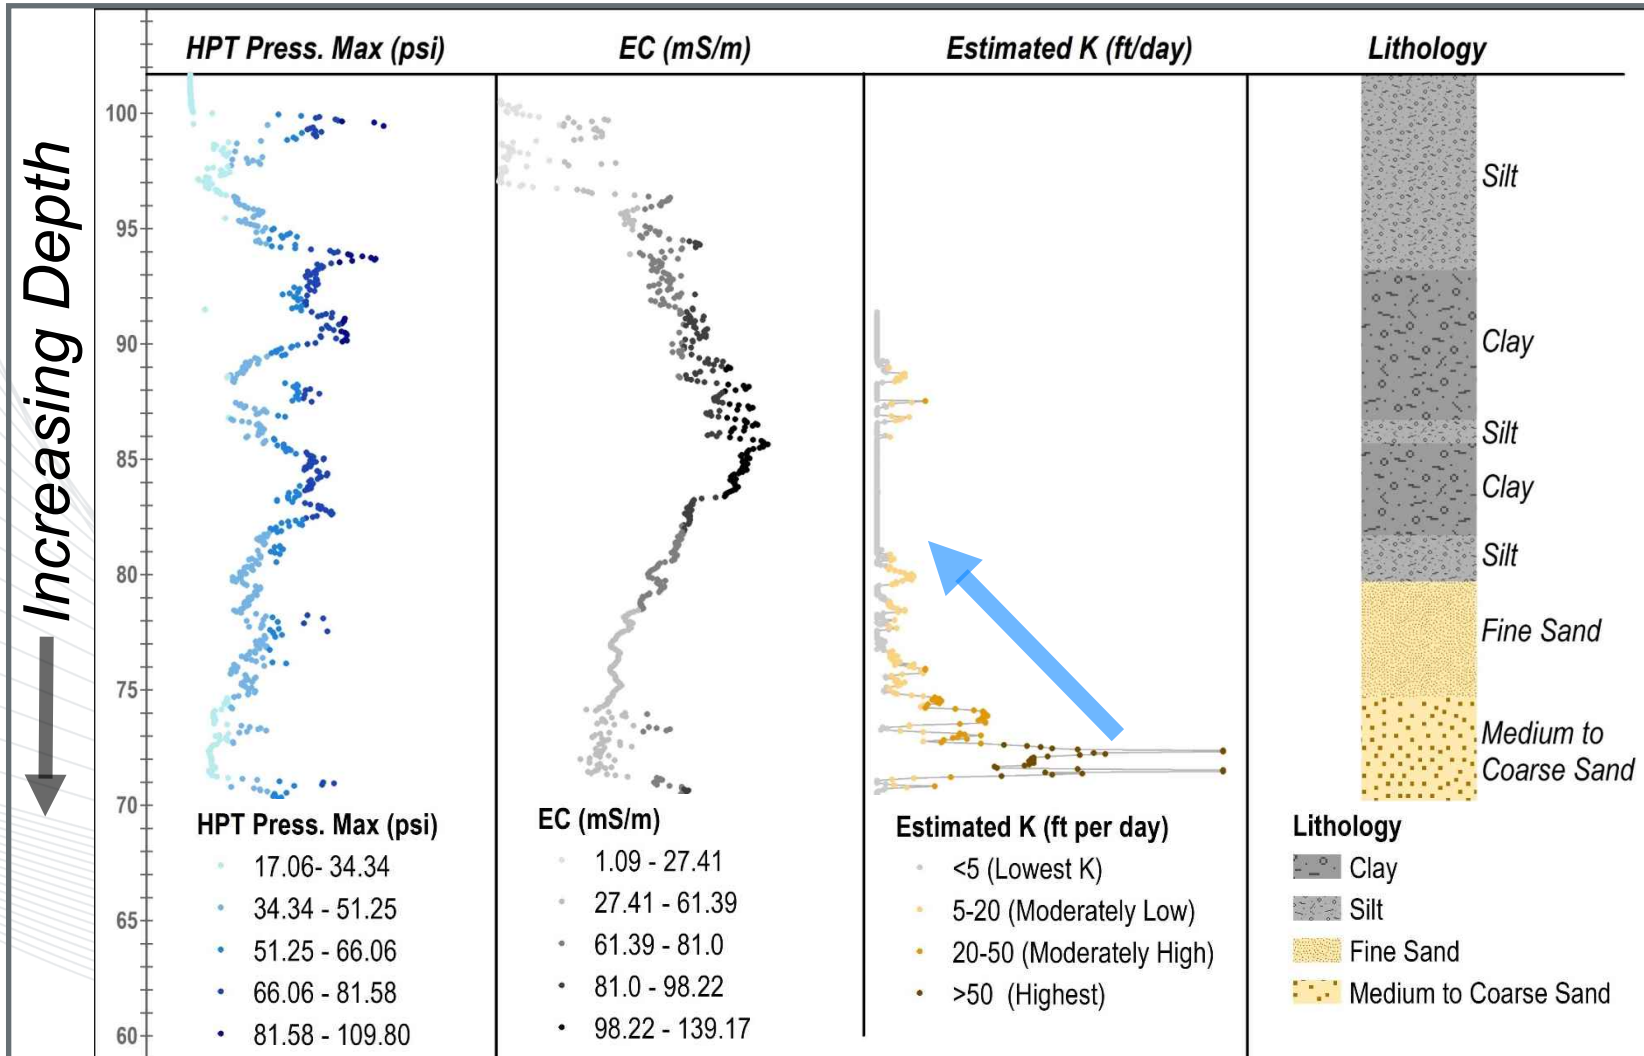 HPT Press. Max (psi)
EC (mS/m)
Estimated K (ft/day)
Lithology
Increasing Depth
100
95
90
85
80
75
70
65
60
Silt
Clay
Silt
Clay
Silt
Fine Sand
Medium to
Coarse Sand
HPT Press. Max (psi)
17.06- 34.34
34.34 - 51.25
51.25 - 66.06
66.06 - 81.58
81.58 - 109.80
EC (mS/m)
1.09 - 27.41
27.41 - 61.39
61.39 - 81.0
81.0 - 98.22
98.22 - 139.17
Estimated K (ft per day)
<5 (Lowest K)
5-20 (Moderately Low)
20-50 (Moderately High)
>50 (Highest)
Lithology
Clay
Silt
Fine Sand
Medium to Coarse Sand